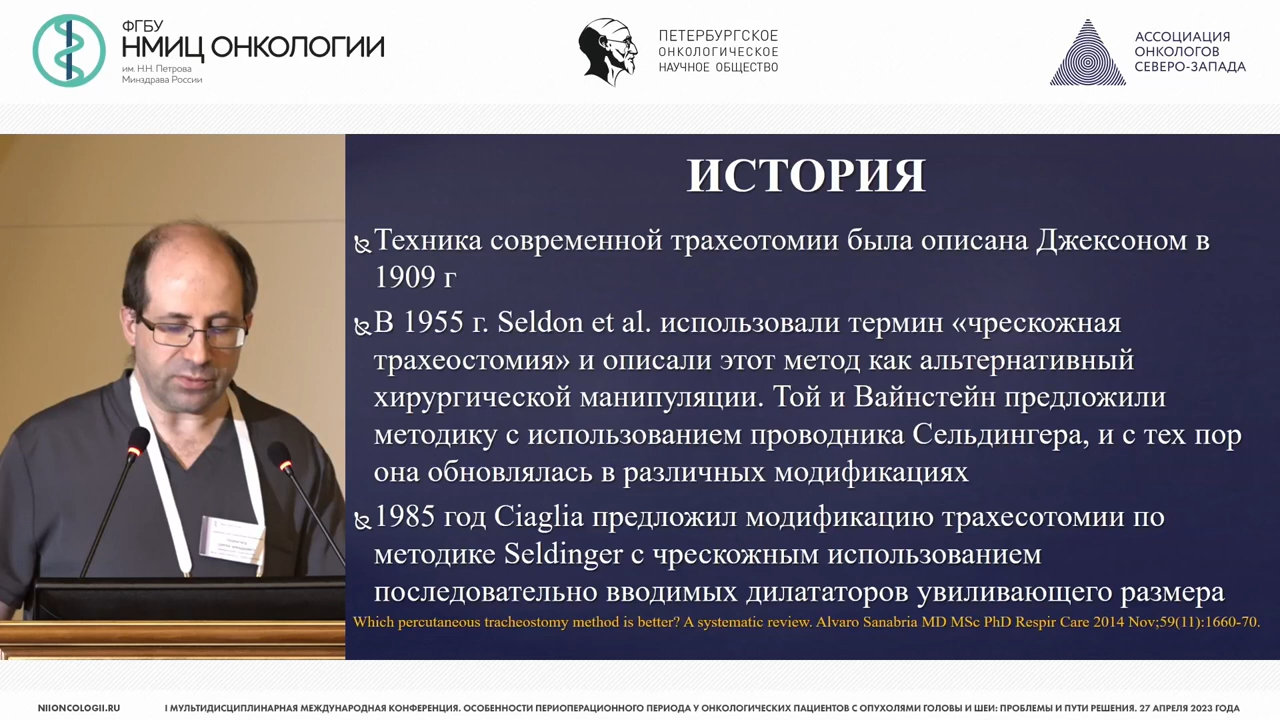 ФГБУ
НМИЦ ОНКОЛОГИИ
им. Н.Н. Петрова
Минздрава России
ПЕТЕРБУРГСКОЕ
ОНКОЛОГИЧЕСКОЕ
НАУЧНОЕ ОБЩЕСТВО
АССОЦИАЦИЯ
ОНКОЛОГОВ
СЕВЕРО-ЗАПАДА
ИСТОРИЯ
Техника современной трахеотомии была описана Джексоном в
1909 г
В 1955 г. Seldon et al. использовали термин «чрескожная
трахеостомия» и описали этот метод как альтернативный
хирургической манипуляции. Той и Вайнстейн предложили
методику с использованием проводника Сельдингера, и с тех пор
она обновлялась в различных модификациях
1985 год Ciaglia предложил модификацию трахесотомии по
методике Seldinger с чрескожным использованием
последовательно вводимых дилататоров увиливающего размера
Which percutaneous tracheostomy method is better? A systematic review. Alvaro Sanabria MD MSc PhD Respir Care 2014 Nov;59(11):1660-70.
NIIONCOLOGII.RU
I МУЛЬТИДИСЦИПЛИНАРНАЯ МЕЖДУНАРОДНАЯ КОНФЕРЕНЦИЯ. ОСОБЕННОСТИ ПЕРИОПЕРАЦИОННОГО ПЕРИОДА У ОНКОЛОГИЧЕСКИХ ПАЦИЕНТОВ С ОПУХОЛЯМИ ГОЛОВЫ И ШЕИ: ПРОБЛЕМЫ И ПУТИ РЕШЕНИЯ. 27 АПРЕЛЯ 2023 ГОДА